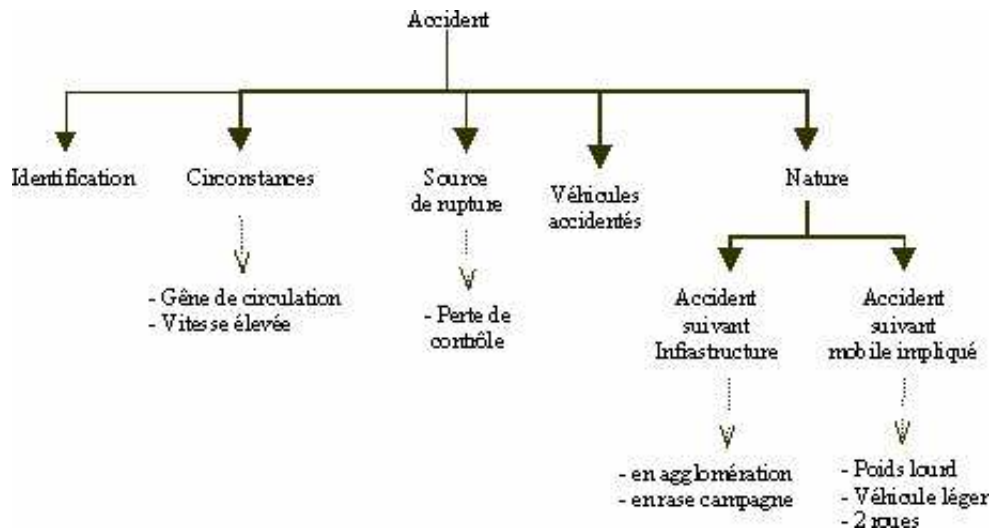 Accident
Identification
Circonstances
Source
de rupture
Véhicules
accidentés
Nature
- Gêne de circulation
- Vitesse élevée
- Perte de
contrôle
Accident
suivant
Infrastructure
Accident
suivant
mobile impliqué
- en agglomération
- en rase campagne
- Poids lourd
- Véhicule léger
- 2 roues